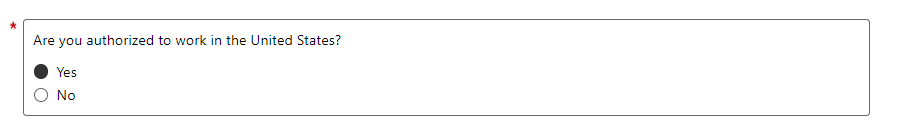 *
Are you authorized to work in the United States?
Yes
No